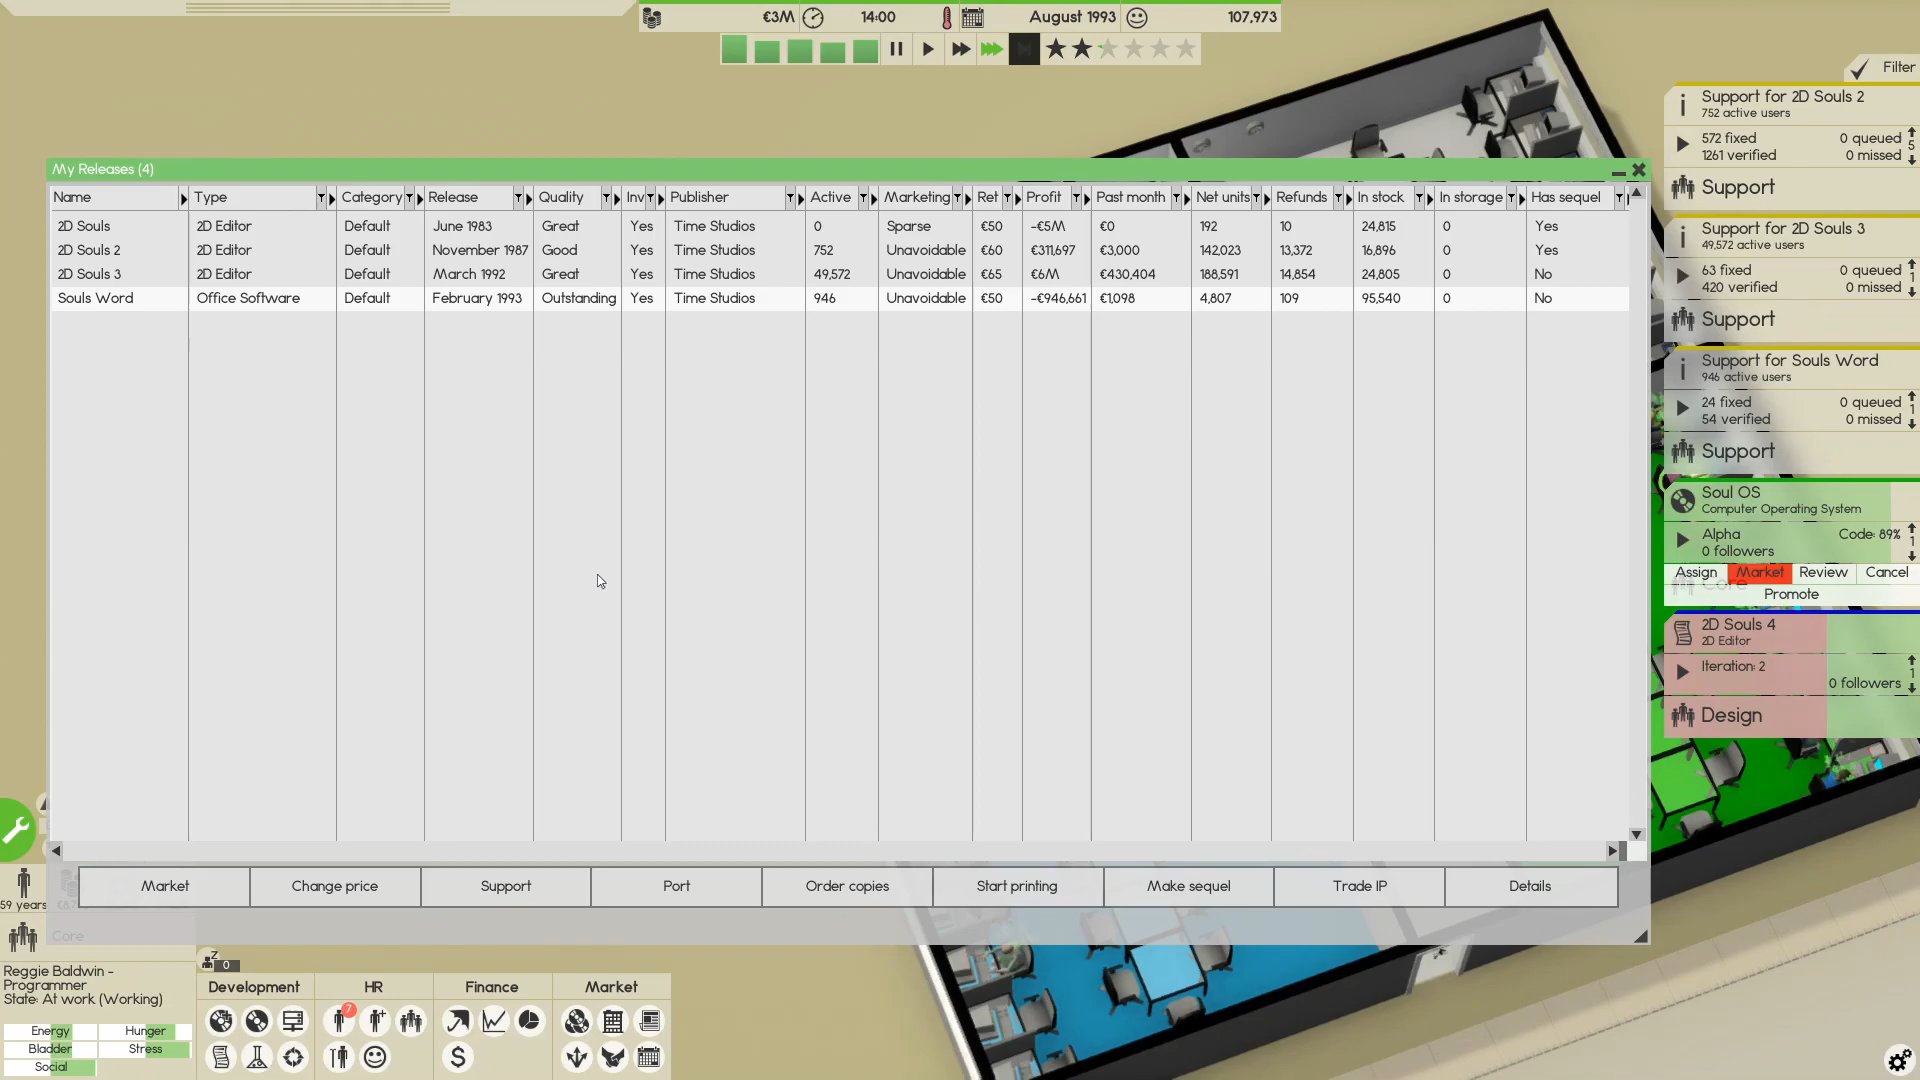 €3M 14:00 August 1993 107,973
Filter
My Releases (4)
Name Type Category Release Quality Inv Publisher Active Marketing Ret Profit Past month Net units Refunds In stock In storage Has sequel
2D Souls 2D Editor Default June 1983 Great Yes Time Studios 0 Sparse €50 -€5M €0 192 10 24,815 0 Yes
2D Souls 2 2D Editor Default November 1987 Good Yes Time Studios 752 Unavoidable €60 €311,697 €3,000 142,023 13,372 16,896 0 Yes
2D Souls 3 2D Editor Default March 1992 Great Yes Time Studios 49,572 Unavoidable €65 €6M €430,404 188,591 14,854 24,805 0 No
Souls Word Office Software Default February 1993 Outstanding Yes Time Studios 946 Unavoidable €50 -€946,661 €1,098 4,807 109 95,540 0 No
Market Change price Support Port Order copies Start printing Make sequel Trade IP Details
Support for 2D Souls 2
752 active users
572 fixed 0 queued
5
1261 verified 0 missed
Support
Support for 2D Souls 3
49,572 active users
63 fixed 0 queued
1
420 verified 0 missed
Support
Support for Souls Word
946 active users
24 fixed 0 queued
1
54 verified 0 missed
Support
Soul OS
Computer Operating System
Alpha Code: 89%
1
0 followers
Assign Market Review Cancel
Core
Promote
2D Souls 4
2D Editor
Iteration: 2
1
0 followers
Design
59 years
Core
Reggie Baldwin -
Programmer
State: At work (Working)
Energy Hunger
Bladder Stress
Social
z
0
Development HR Finance Market
7